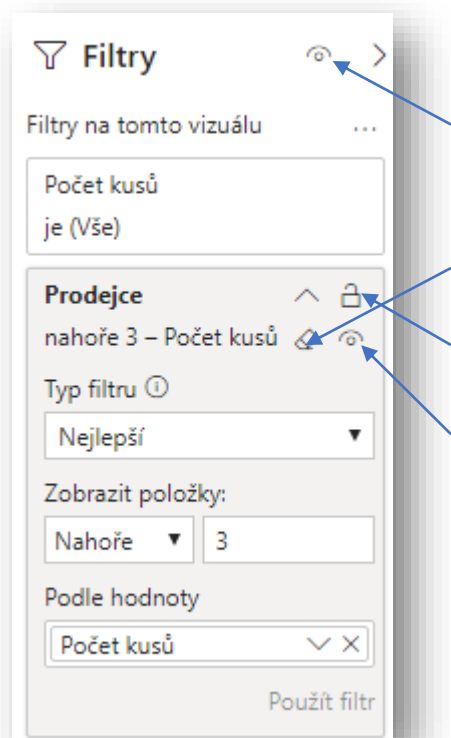 Filtry
Filtry na tomto vizuálu ...
Počet kusů
je (Vše)
Prodejce
nahoře 3 – Počet kusů
Typ filtru
Nejlepší
Zobrazit položky:
Nahoře 3
Podle hodnoty
Počet kusů
Použít filtr